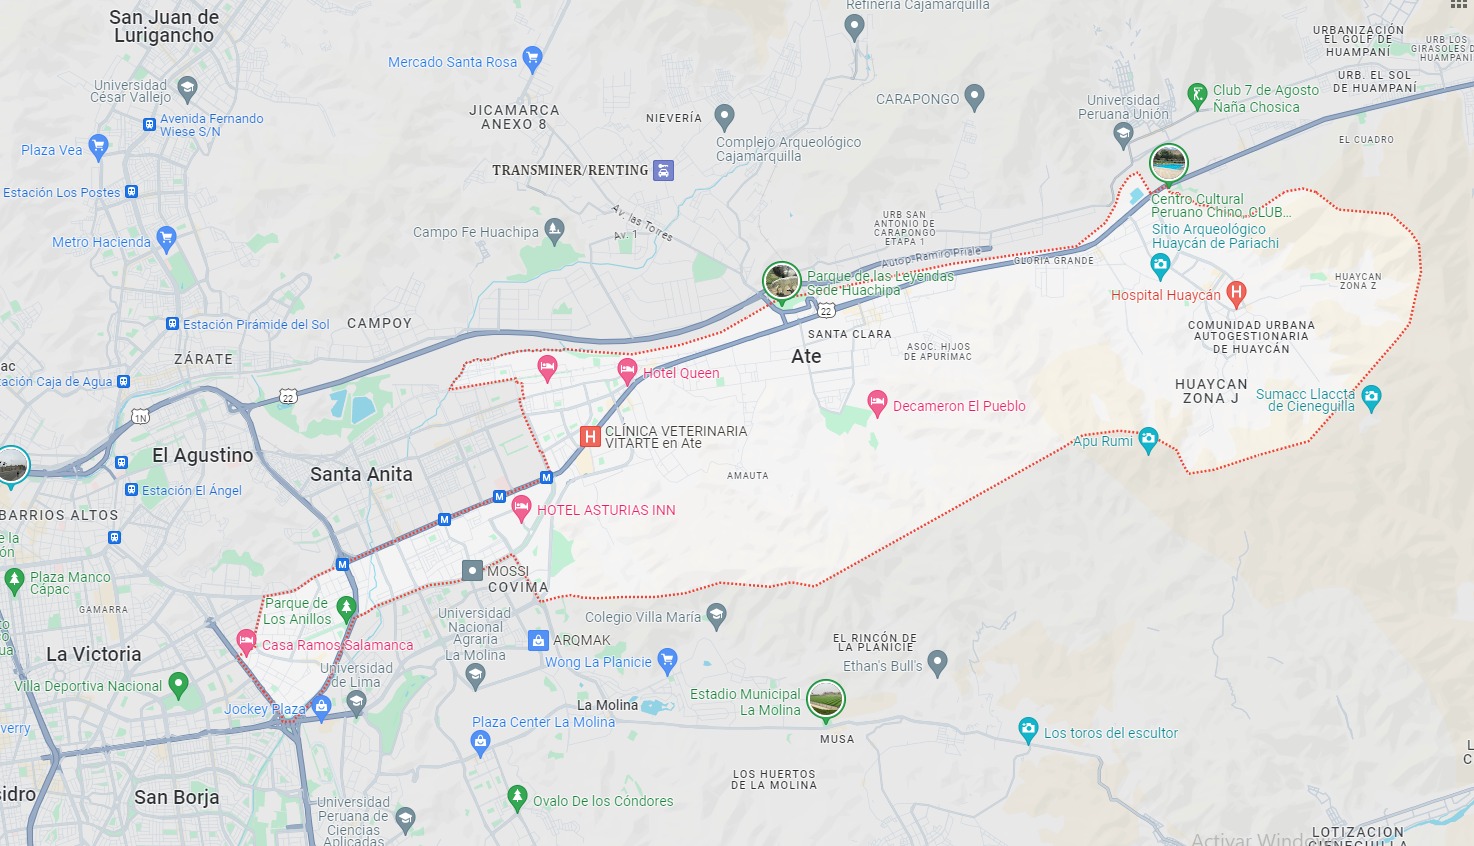 San Juan de
Lurigancho
Refinería Cajamarquilla
URBANIZACIÓN
EL GOLF DE
HUAMPANÍ
URB LOS
GIRASOLES D
HUAMPANI
Mercado Santa Rosa
Universidad
César Vallejo
URB. EL SOL
DE HUAMPANÍ
JICAMARCA
ANEXO 8
NIEVERÍA
CARAPONGO
Universidad
Peruana Unión
Club 7 de Agosto
Ñaña Chosica
Avenida Fernando
Wiese S/N
Plaza Vea
Complejo Arqueológico
Cajamarquilla
EL CUADRO
TRANSMINER/RENTING
Estación Los Postes
Centro Cultural
Peruano Chino, CLUB...
Av. las Torres
Av. 1
URB SAN
ANTONIO DE
CARAPONGO
ETAPA 1
Metro Hacienda
Campo Fe Huachipa
Sitio Arqueológico
Huaycán de Pariachi
Autop. Ramiro Priale
GLORIA GRANDE
Parque de las Leyendas
Sede Huachipa
HUAYCAN
ZONA Z
Hospital Huaycán
22
Estación Pirámide del Sol
CAMPOY
SANTA CLARA
COMUNIDAD URBANA
AUTOGESTIONARIA
DE HUAYCÁN
ZÁRATE
Ate
ASOC. HIJOS
DE APURIMAC
ac
Hotel Queen
tación Caja de Agua
22
HUAYCAN
ZONA J
Sumacc Llaccta
de Cieneguilla
1N
Decameron El Pueblo
CLÍNICA VETERINARIA
VITARTE en Ate
Apu Rumi
El Agustino
Santa Anita
AMAUTA
Estación El Ángel
M
M
M
M
HOTEL ASTURIAS INN
BARRIOS ALTOS
e la
ón
Plaza Manco
Cápac
MOSSI
COVIMA
GAMARRA
Parque de
Los Anillos
Universidad
Nacional
Agraria
La Molina
Colegio Villa María
to
co
ua
La Victoria
Casa Ramos Salamanca
ARQMAK
EL RINCÓN DE
LA PLANICIE
Wong La Planicie
Ethan's Bull's
Universidad
de Lima
Villa Deportiva Nacional
Estadio Municipal
La Molina
Jockey Plaza
La Molina
Plaza Center La Molina
verry
MUSA
Los toros del escultor
LOS HUERTOS
DE LA MOLINA
L
C
sidro
San Borja
Ovalo De los Cóndores
Universidad
Peruana de
Ciencias
Aplicadas
Activar Windows
LOTIZACION
CIENEGUILLA